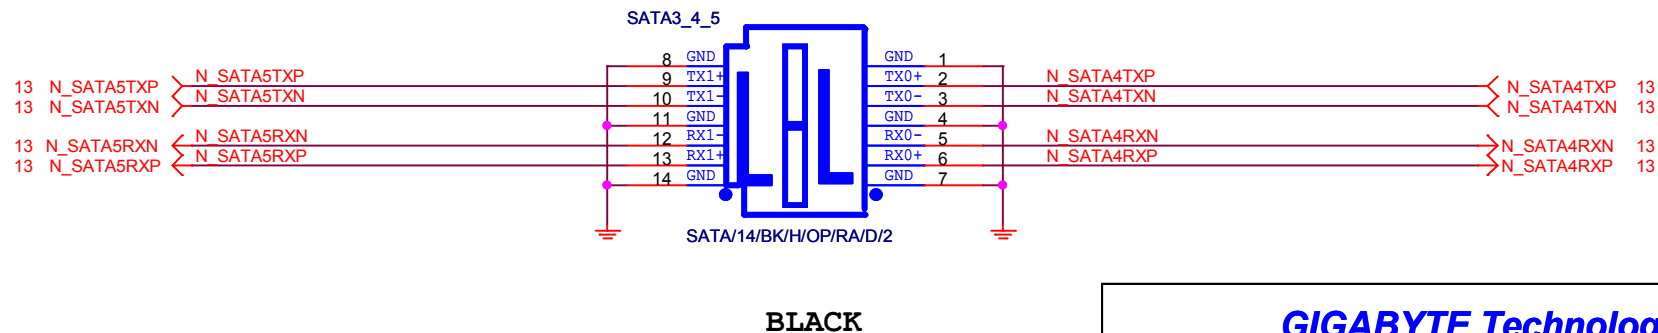 SATA3_4_5
8 GND GND 1
13 N_SATA5TXP N_SATA5TXP 9 TX1+ TX0+ 2 N_SATA4TXP N_SATA4TXP 13
13 N_SATA5TXN N_SATA5TXN 10 TX1- TX0- 3 N_SATA4TXN N_SATA4TXN 13
11 GND GND 4
13 N_SATA5RXN N_SATA5RXN 12 RX1- RX0- 5 N_SATA4RXN N_SATA4RXN 13
13 N_SATA5RXP N_SATA5RXP 13 RX1+ RX0+ 6 N_SATA4RXP N_SATA4RXP 13
14 GND GND 7
SATA/14/BK/H/OP/RA/D/2
BLACK
GIGABYTE Technolog